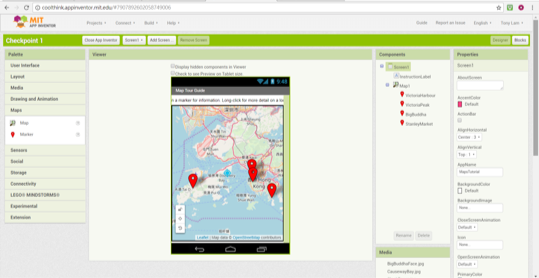 coolthink.appinventor.mit.edu/#7907892602058749006
MIT
APP INVENTOR
Projects
Connect
Build
Help
Guide
Report an Issue
English
Tony Lam
Checkpoint 1
Close App Inventor
Screen1
Add Screen...
Remove Screen
Designer
Blocks
Palette
User Interface
Layout
Media
Drawing and Animation
Maps
Map
Marker
Sensors
Social
Storage
Connectivity
LEGO® MINDSTORMS®
Experimental
Extension
Viewer
Display hidden components in Viewer
Check to see Preview on Tablet size.
9:48
Map Tour Guide
a marker for information. Long click for more detail on a
Leaflet
OpenStreetMap
contributors
Components
Screen1
InstructionLabel
Map1
VictoriaHarbour
VictoriaPeak
BigBuddha
StanleyMarket
Rename
Delete
Media
BigBuddhaFace.jpg
CausewayBay.jpg
Properties
Screen1
AboutScreen
AccentColor
Default
ActionBar
AlignHorizontal
Center : 3
AlignVertical
Top : 1
AppName
MapTutorial
BackgroundColor
Default
BackgroundImage
None...
CloseScreenAnimation
Default
Icon
None...
OpenScreenAnimation
Default
PrimaryColor